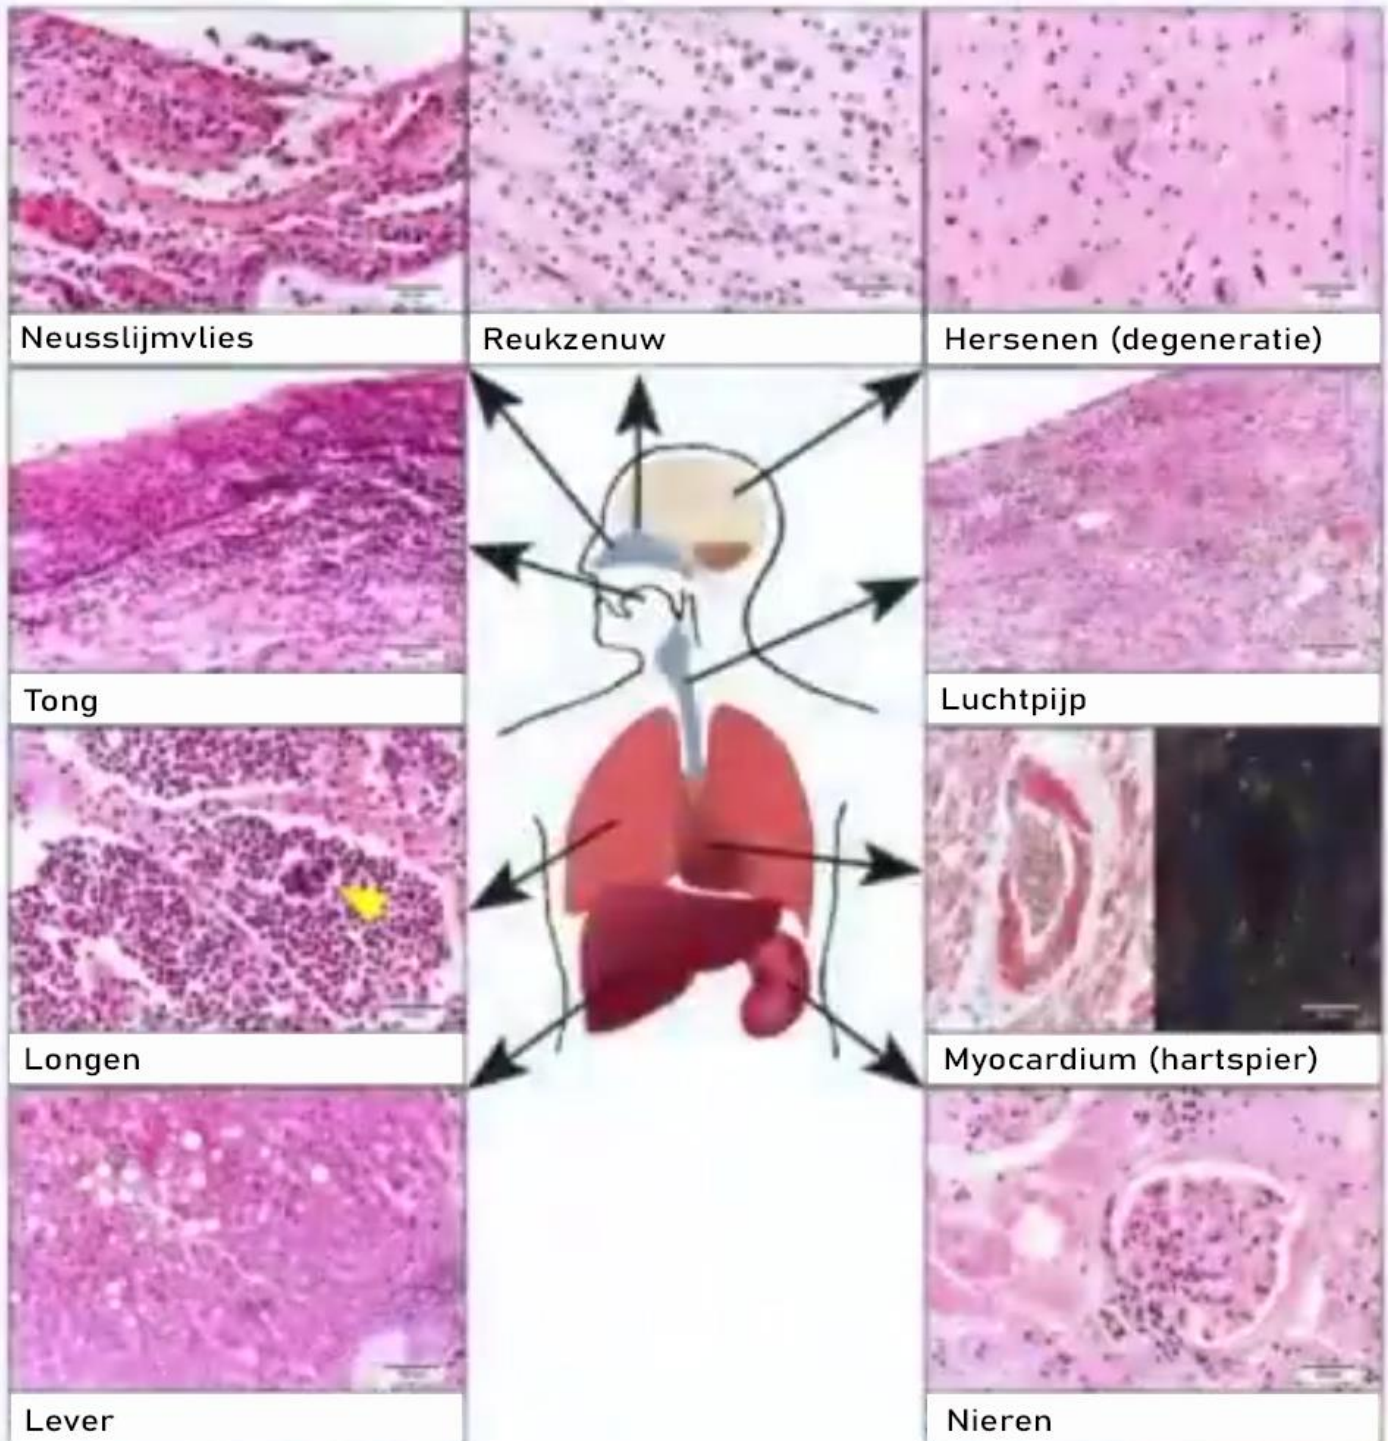 Neusslijmvlies
Reukzenuw
Hersenen (degeneratie)
Tong
Luchtpijp
Longen
Myocardium (hartspier)
Lever
Nieren